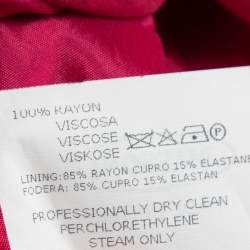 100% RAYON
VISCOSA
VISCOSE
VISKOSE
LINING:85% RAYON CUPRO 15% ELASTANE
FODERA: 85% CUPRO 15% ELASTAN
PROFESSIONALLY DRY CLEAN
PERCHLORETHYLENE
STEAM ONLY